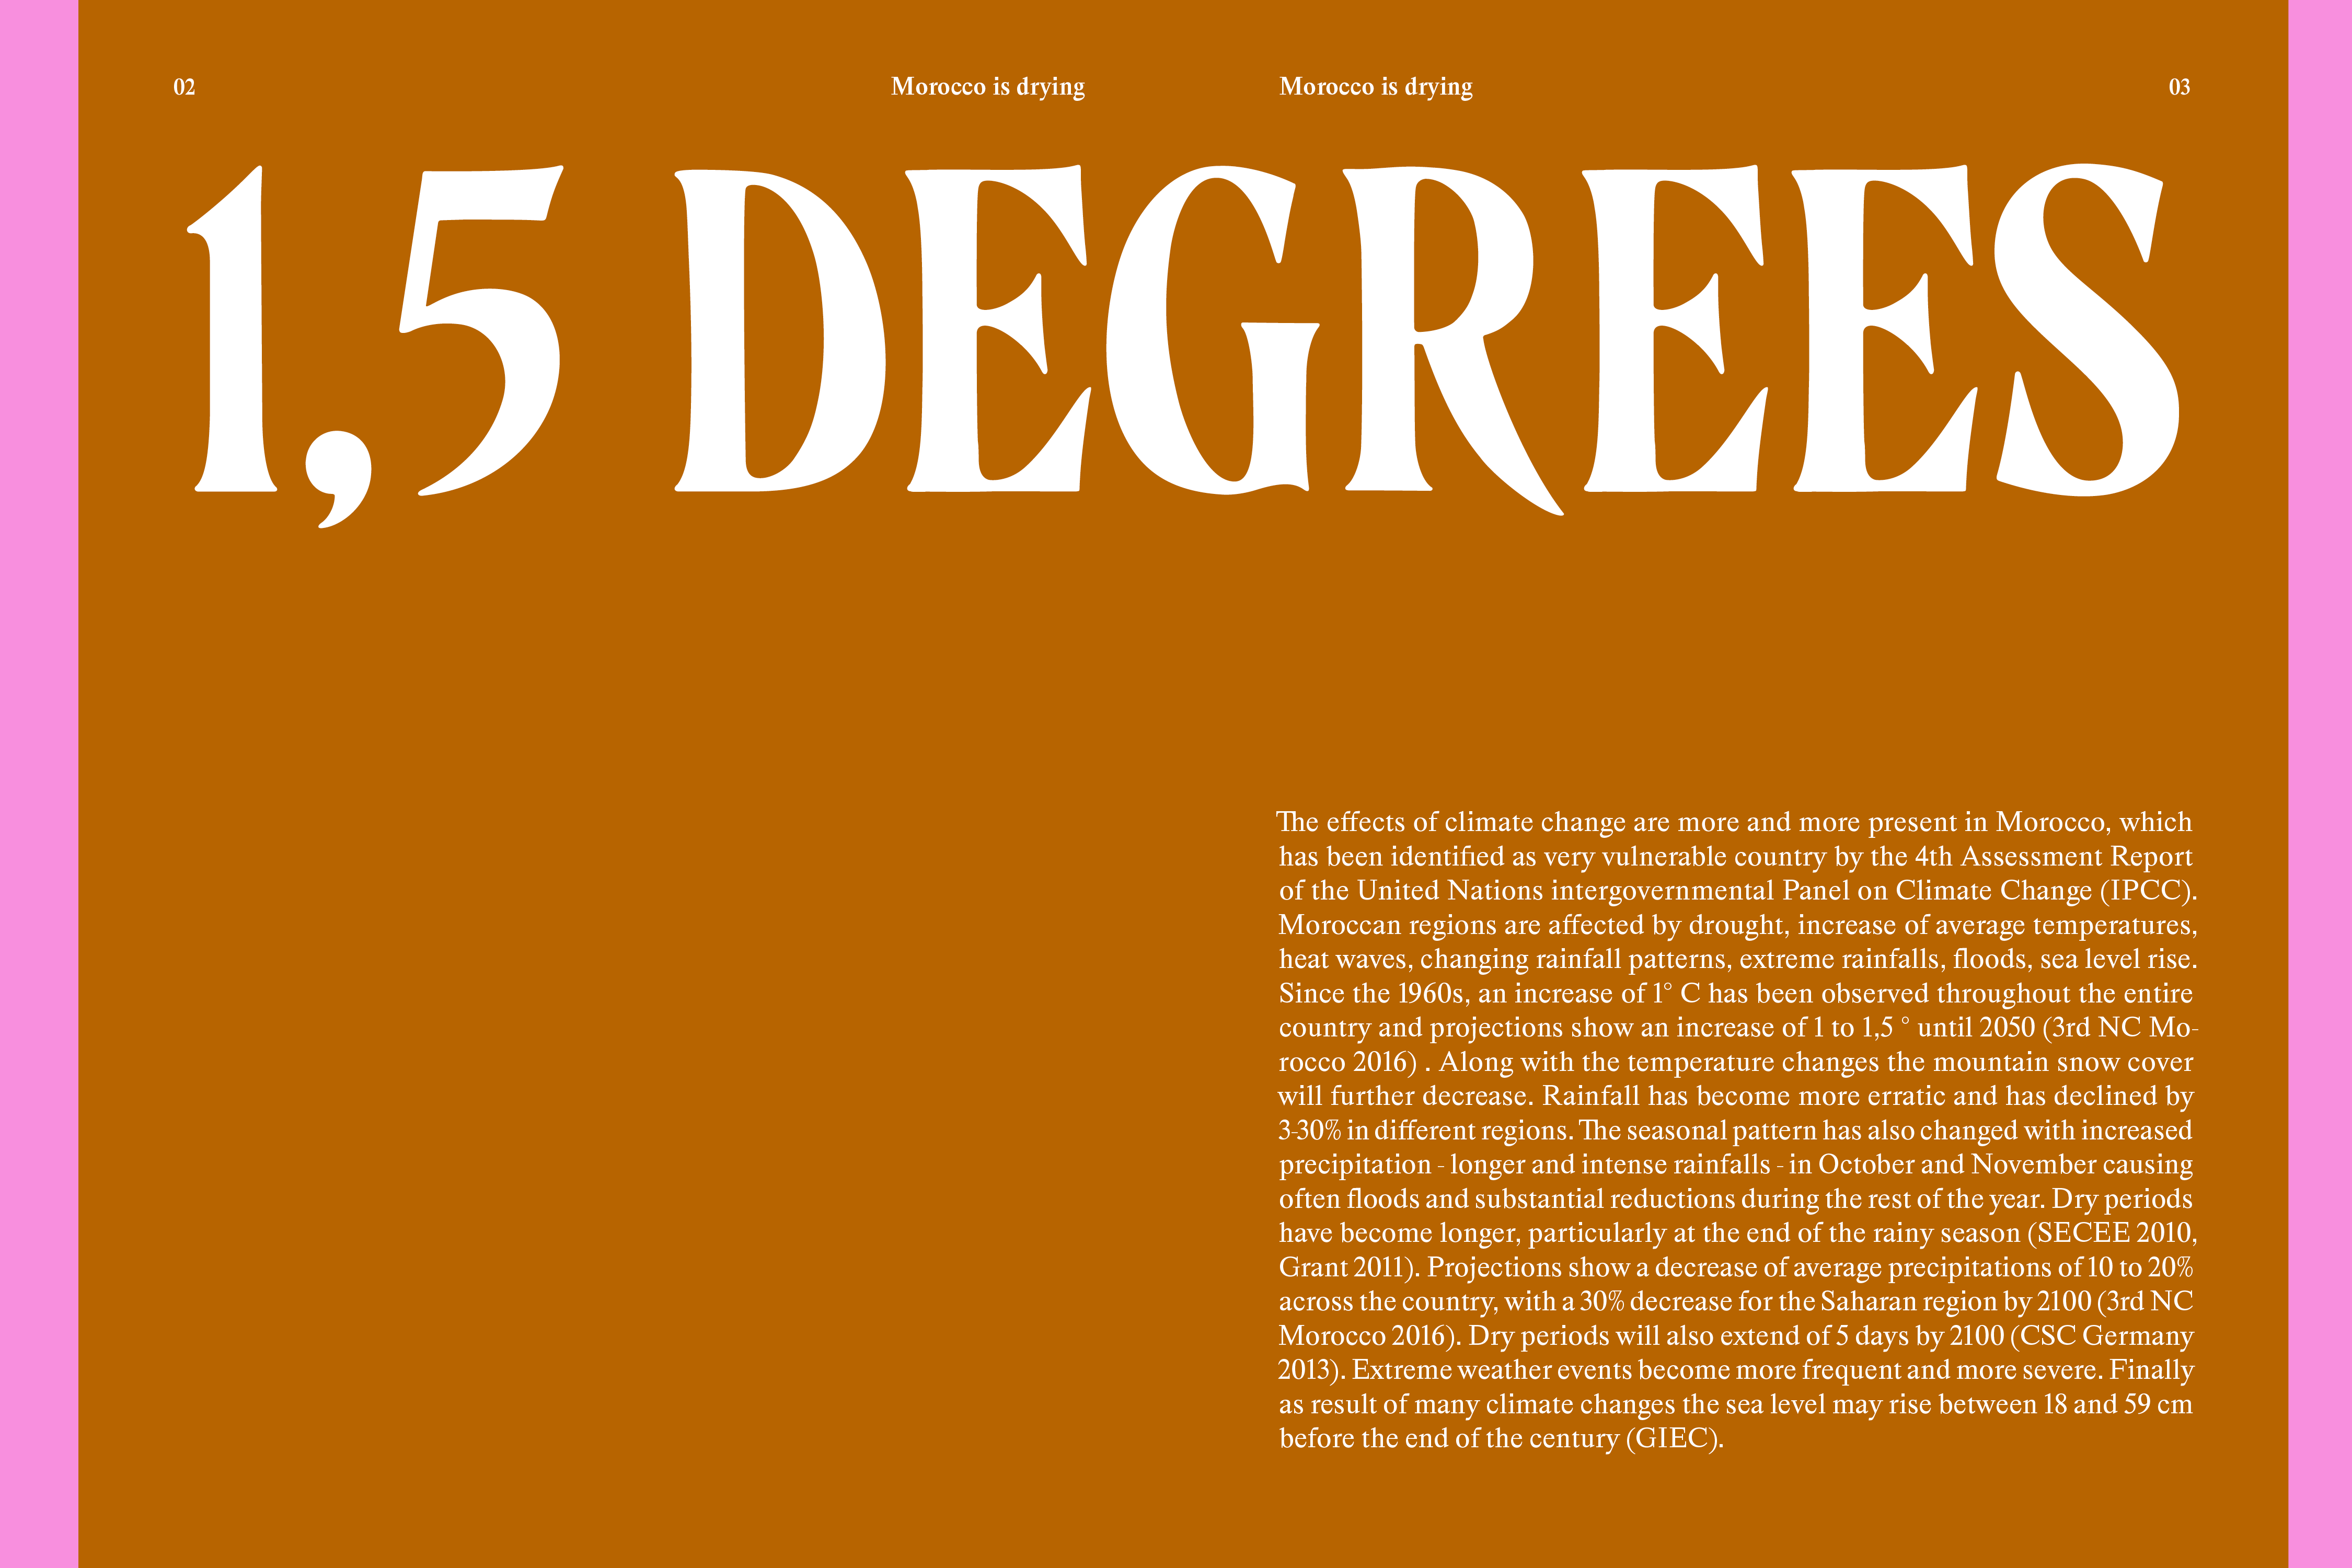 02
Morocco is drying
Morocco is drying
03
1,5 DEGREES
The effects of climate change are more and more present in Morocco, which
has been identified as very vulnerable country by the 4th Assessment Report
of the United Nations intergovernmental Panel on Climate Change (IPCC).
Moroccan regions are affected by drought, increase of average temperatures,
heat waves, changing rainfall patterns, extreme rainfalls, floods, sea level rise.
Since the 1960s, an increase of 1° C has been observed throughout the entire
country and projections show an increase of 1 to 1,5 ° until 2050 (3rd NC Mo-
rocco 2016) . Along with the temperature changes the mountain snow cover
will further decrease. Rainfall has become more erratic and has declined by
3-30% in different regions. The seasonal pattern has also changed with increased
precipitation - longer and intense rainfalls - in October and November causing
often floods and substantial reductions during the rest of the year. Dry periods
have become longer, particularly at the end of the rainy season (SECEE 2010,
Grant 2011). Projections show a decrease of average precipitations of 10 to 20%
across the country, with a 30% decrease for the Saharan region by 2100 (3rd NC
Morocco 2016). Dry periods will also extend of 5 days by 2100 (CSC Germany
2013). Extreme weather events become more frequent and more severe. Finally
as result of many climate changes the sea level may rise between 18 and 59 cm
before the end of the century (GIEC).